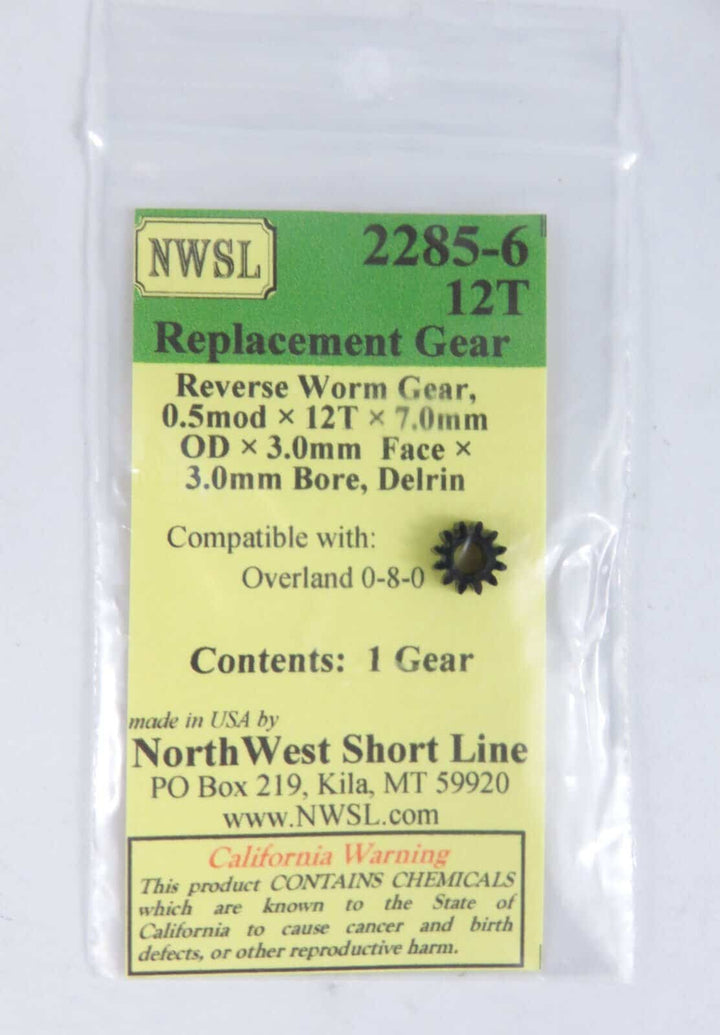 NWSL
2285-6
12T
Replacement Gear
Reverse Worm Gear,
0.5mod × 12T × 7.0mm
OD × 3.0mm Face ×
3.0mm Bore, Delrin
Compatible with:
Overland 0-8-0
Contents: 1 Gear
made in USA by
NorthWest Short Line
PO Box 219, Kila, MT 59920
www.NWSL.com
California Warning
This product CONTAINS CHEMICALS
which are known to the State of
California to cause cancer and birth
defects, or other reproductive harm.